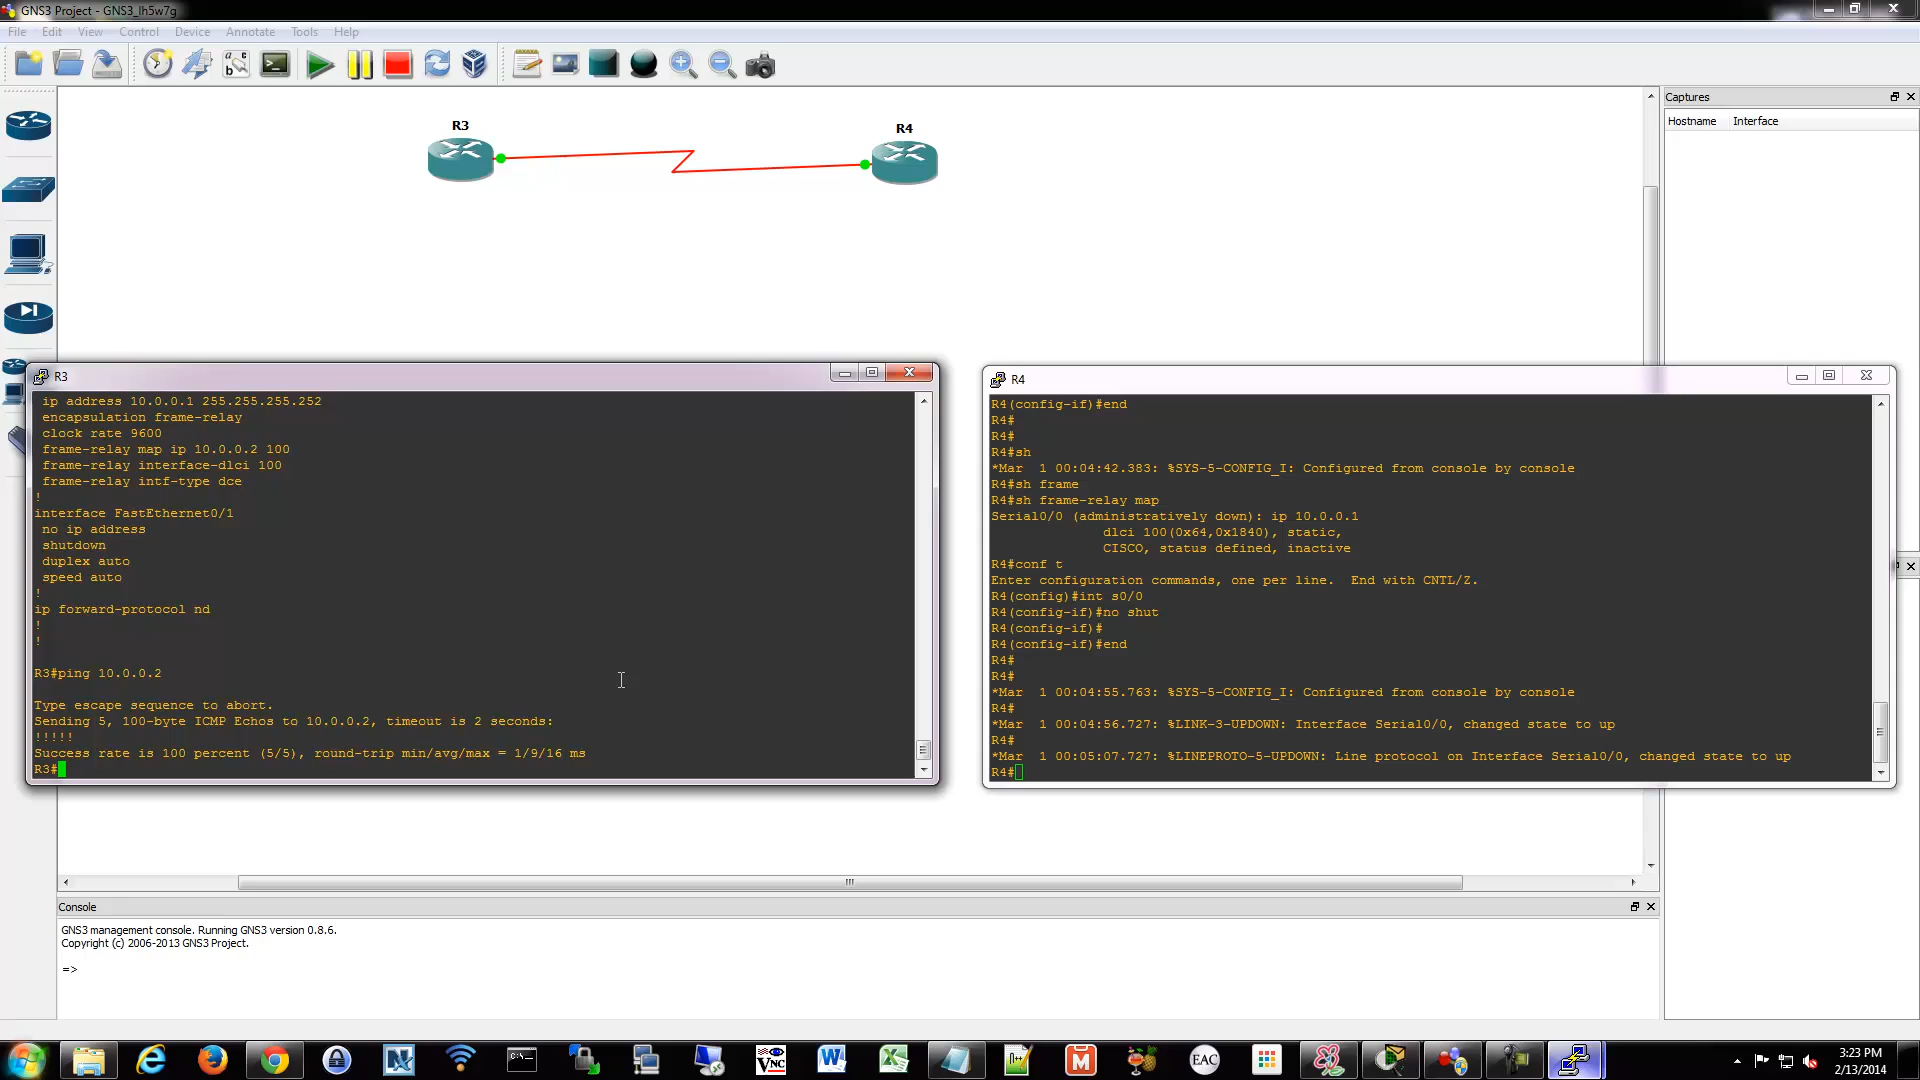 GNS3 Project - GNS3_lh5w7g
File Edit View Control Device Annotate Tools Help
a b c
Captures
Hostname Interface
R3
R4
R3
ip address 10.0.0.1 255.255.255.252
encapsulation frame-relay
clock rate 9600
frame-relay map ip 10.0.0.2 100
frame-relay interface-dlci 100
frame-relay intf-type dce
!
interface FastEthernet0/1
no ip address
shutdown
duplex auto
speed auto
!
ip forward-protocol nd
!
!
R3#ping 10.0.0.2
Type escape sequence to abort.
Sending 5, 100-byte ICMP Echos to 10.0.0.2, timeout is 2 seconds:
!!!!!
Success rate is 100 percent (5/5), round-trip min/avg/max = 1/9/16 ms
R3#
R4
R4(config-if)#end
R4#
R4#
R4#sh
*Mar  1 00:04:42.383: %SYS-5-CONFIG_I: Configured from console by console
R4#sh frame
R4#sh frame-relay map
Serial0/0 (administratively down): ip 10.0.0.1
dlci 100(0x64,0x1840), static,
CISCO, status defined, inactive
R4#conf t
Enter configuration commands, one per line.  End with CNTL/Z.
R4(config)#int s0/0
R4(config-if)#no shut
R4(config-if)#
R4(config-if)#end
R4#
R4#
*Mar  1 00:04:55.763: %SYS-5-CONFIG_I: Configured from console by console
R4#
*Mar  1 00:04:56.727: %LINK-3-UPDOWN: Interface Serial0/0, changed state to up
R4#
*Mar  1 00:05:07.727: %LINEPROTO-5-UPDOWN: Line protocol on Interface Serial0/0, changed state to up
R4#
Console
GNS3 management console. Running GNS3 version 0.8.6.
Copyright (c) 2006-2013 GNS3 Project.
=>
C:\
VNC
W
X
M
EAC
3:23 PM
2/13/2014